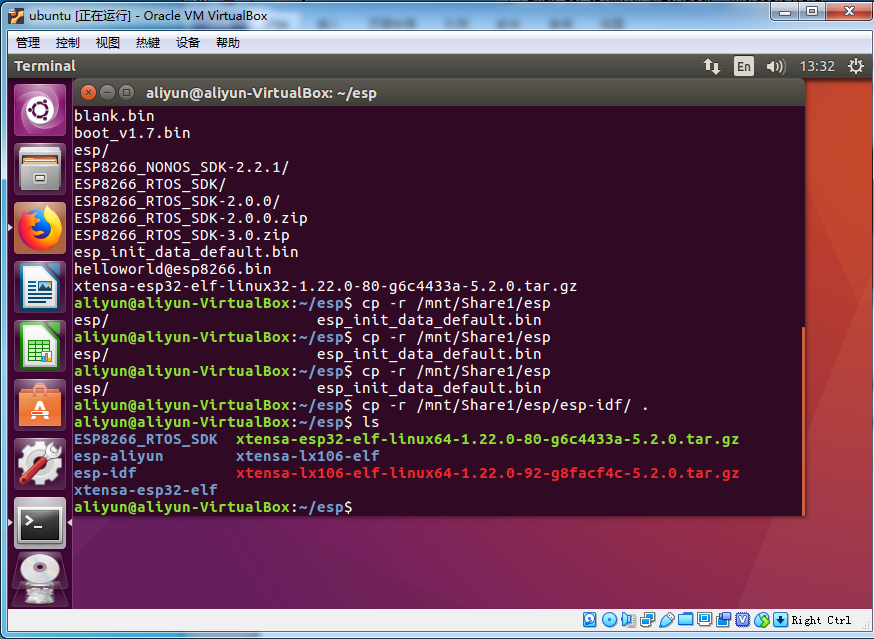 ubuntu [正在运行] - Oracle VM VirtualBox
管理 控制 视图 热键 设备 帮助
Terminal En 13:32
aliyun@aliyun-VirtualBox: ~/esp
blank.bin
boot_v1.7.bin
esp/
ESP8266_NONOS_SDK-2.2.1/
ESP8266_RTOS_SDK/
ESP8266_RTOS_SDK-2.0.0/
ESP8266_RTOS_SDK-2.0.0.zip
ESP8266_RTOS_SDK-3.0.zip
esp_init_data_default.bin
helloworld@esp8266.bin
xtensa-esp32-elf-linux32-1.22.0-80-g6c4433a-5.2.0.tar.gz
aliyun@aliyun-VirtualBox:~/esp$ cp -r /mnt/Share1/esp
esp/ esp_init_data_default.bin
aliyun@aliyun-VirtualBox:~/esp$ cp -r /mnt/Share1/esp
esp/ esp_init_data_default.bin
aliyun@aliyun-VirtualBox:~/esp$ cp -r /mnt/Share1/esp
esp/ esp_init_data_default.bin
aliyun@aliyun-VirtualBox:~/esp$ cp -r /mnt/Share1/esp/esp-idf/ .
aliyun@aliyun-VirtualBox:~/esp$ ls
ESP8266_RTOS_SDK xtensa-esp32-elf-linux64-1.22.0-80-g6c4433a-5.2.0.tar.gz
esp-aliyun xtensa-lx106-elf
esp-idf xtensa-lx106-elf-linux64-1.22.0-92-g8facf4c-5.2.0.tar.gz
xtensa-esp32-elf
aliyun@aliyun-VirtualBox:~/esp$
Right Ctrl